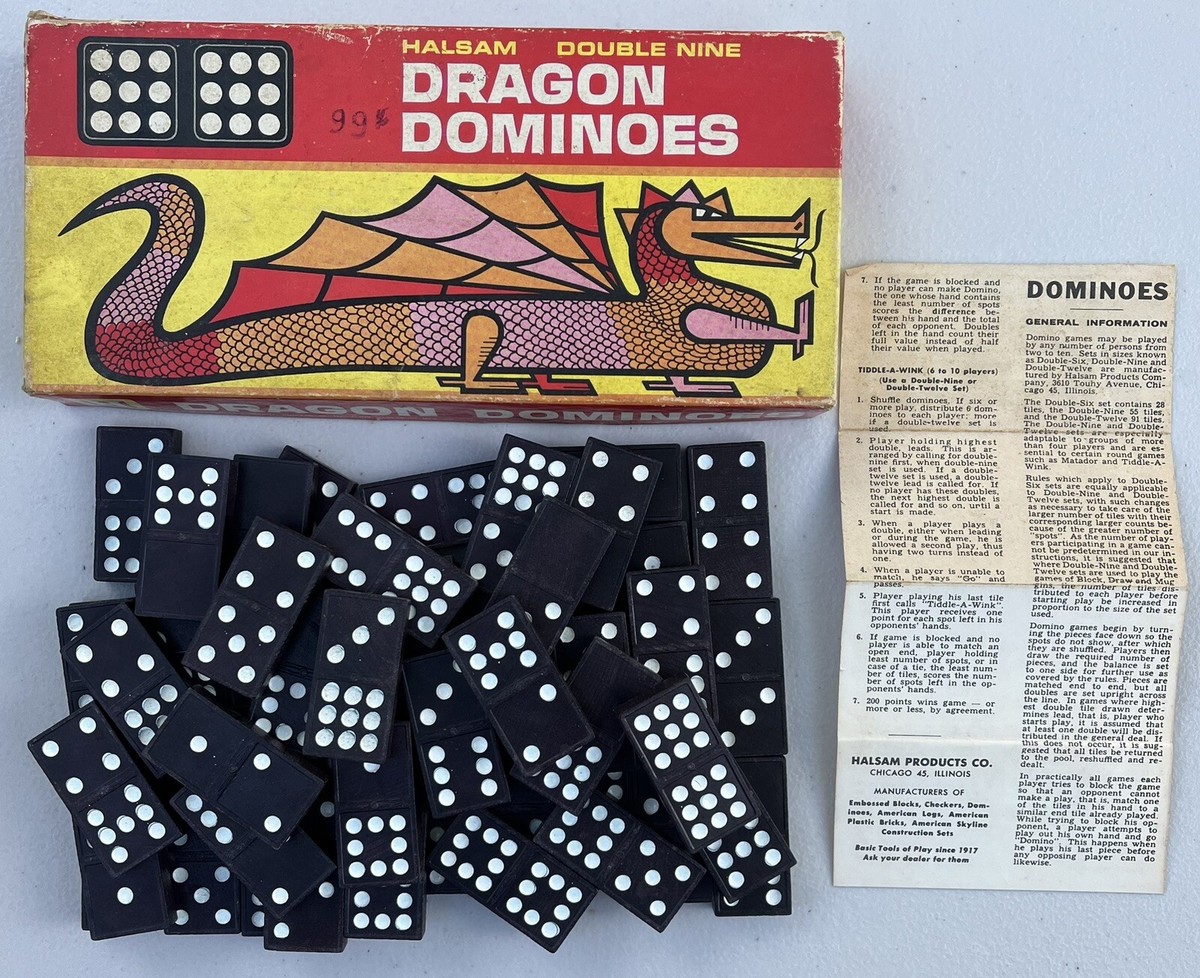 HALSAM DOUBLE NINE
DRAGON
DOMINOES
99¢
DRAGON DOMINOES
7. If the game is blocked and
no player can make Domino,
the one whose hand contains
the least number of spots
scores the difference be-
tween his hand and the total
of each opponent. Doubles
left in the hand count their
full value instead of half
their value when played.
TIDDLE-A-WINK (6 to 10 players)
(Use a Double-Nine or
Double-Twelve Set)
1. Shuffle dominoes. If six or
more play, distribute 6 dom-
inoes to each player; more
if a double-twelve set is
used.
2. Player holding highest
double, leads. This is ar-
ranged by calling for double-
nine first, when double-nine
set is used. If a double-
twelve set is used, a double-
twelve lead is called for. If
no player has these doubles,
the next highest double is
called for and so on, until a
start is made.
3. When a player plays a
double, either when leading
or during the game, he is
allowed a second play, thus
having two turns instead of
one.
4. When a player is unable to
match, he says "Go" and
passes.
5. Player playing his last tile
first calls "Tiddle-A-Wink".
This player receives one
point for each spot left in his
opponents' hands.
6. If game is blocked and no
player is able to match an
open end, player holding
least number of spots, or in
case of a tie, the least num-
ber of tiles, scores the num-
ber of spots left in the op-
ponents' hands.
7. 200 points wins game — or
more or less, by agreement.
HALSAM PRODUCTS CO.
CHICAGO 45, ILLINOIS
MANUFACTURERS OF
Embossed Blocks, Checkers, Dom-
inoes, American Logs, American
Plastic Bricks, American Skyline
Construction Sets
Basic Tools of Play since 1917
Ask your dealer for them
DOMINOES
GENERAL INFORMATION
Domino games may be played
by any number of persons from
two to ten. Sets in sizes known
as Double-Six, Double-Nine and
Double-Twelve are manufac-
tured by Halsam Products Com-
pany, 3610 Touhy Avenue, Chi-
cago 45, Illinois.
The Double-Six set contains 28
tiles, the Double-Nine 55 tiles,
and the Double-Twelve 91 tiles.
The Double-Nine and Double-
Twelve sets are especially
adaptable to groups of more
than four players and are es-
sential to certain round games
such as Matador and Tiddle-A-
Wink.
Rules which apply to Double-
Six sets are equally applicable
to Double-Nine and Double-
Twelve sets, with such changes
as necessary to take care of the
larger number of tiles with their
corresponding larger counts be-
cause of the greater number of
"spots". As the number of play-
ers participating in a game can-
not be predetermined in our in-
structions, it is suggested that
where Double-Nine and Double-
Twelve sets are used to play the
games of Block, Draw and Mug
gins, the number of tiles dis-
tributed to each player before
starting play be increased in
proportion to the size of the set
used.
Domino games begin by turn-
ing the pieces face down so the
spots do not show, after which
they are shuffled. Players then
draw the required number of
pieces, and the balance is set
to one side for further use as
covered by the rules. Pieces are
matched end to end, but all
doubles are set upright across
the line. In games where high-
est double tile drawn deter-
mines lead, that is, player who
starts play, it is assumed that
at least one double will be dis-
tributed in the general deal. If
this does not occur, it is sug-
gested that all tiles be returned
to the pool, reshuffled and re-
dealt.
In practically all games each
player tries to block the game
so that an opponent cannot
make a play, that is, match one
of the tiles in his hand to a
similar end tile already played.
While trying to block his op-
ponent, a player attempts to
play out his own hand and go
"Domino". This happens when
he plays his last piece before
any opposing player can do
likewise.